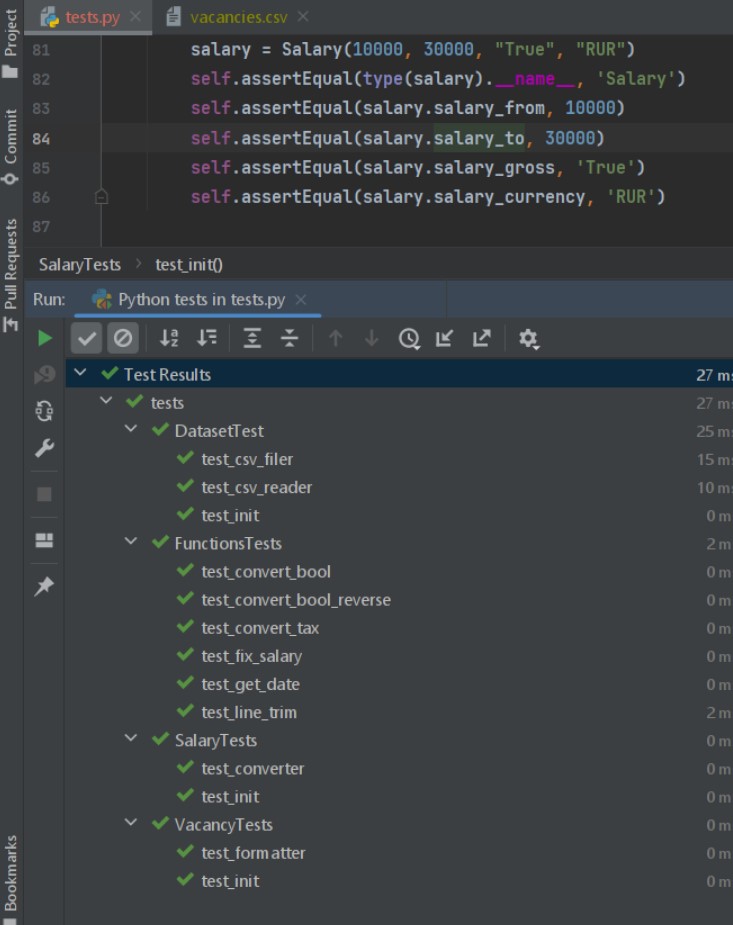 tests.py
vacancies.csv
Project
Commit
Pull Requests
Bookmarks
81 salary = Salary(10000, 30000, "True", "RUR")
82 self.assertEqual(type(salary).__name__, 'Salary')
83 self.assertEqual(salary.salary_from, 10000)
84 self.assertEqual(salary.salary_to, 30000)
85 self.assertEqual(salary.salary_gross, 'True')
86 self.assertEqual(salary.salary_currency, 'RUR')
87
SalaryTests > test_init()
Run: Python tests in tests.py
Test Results 27 ms
tests 27 ms
DatasetTest 25 ms
test_csv_filer 15 ms
test_csv_reader 10 ms
test_init 0 m
FunctionsTests 2 m
test_convert_bool 0 m
test_convert_bool_reverse 0 m
test_convert_tax 0 m
test_fix_salary 0 m
test_get_date 0 m
test_line_trim 2 m
SalaryTests 0 m
test_converter 0 m
test_init 0 m
VacancyTests 0 m
test_formatter 0 m
test_init 0 m